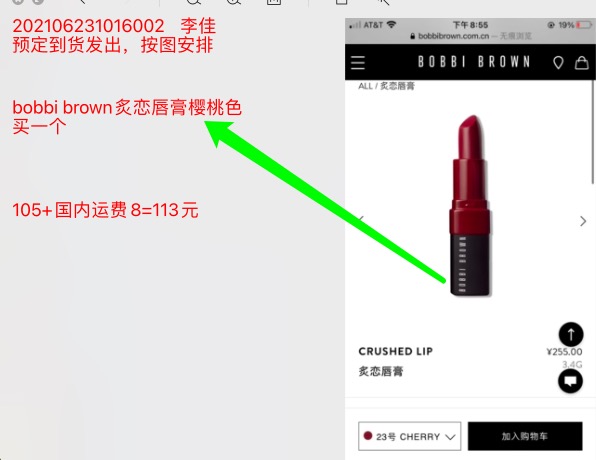 202106231016002 李佳
预定到货发出，按图安排
bobbi brown炙恋唇膏樱桃色
买一个
105+国内运费8=113元
AT&T 下午8:55 19%
bobbibrown.com.cn — 无痕浏览
BOBBI BROWN
ALL / 炙恋唇膏
BOBBI BROWN
CRUSHED LIP
¥255.00
3.4G
炙恋唇膏
23号 CHERRY
加入购物车